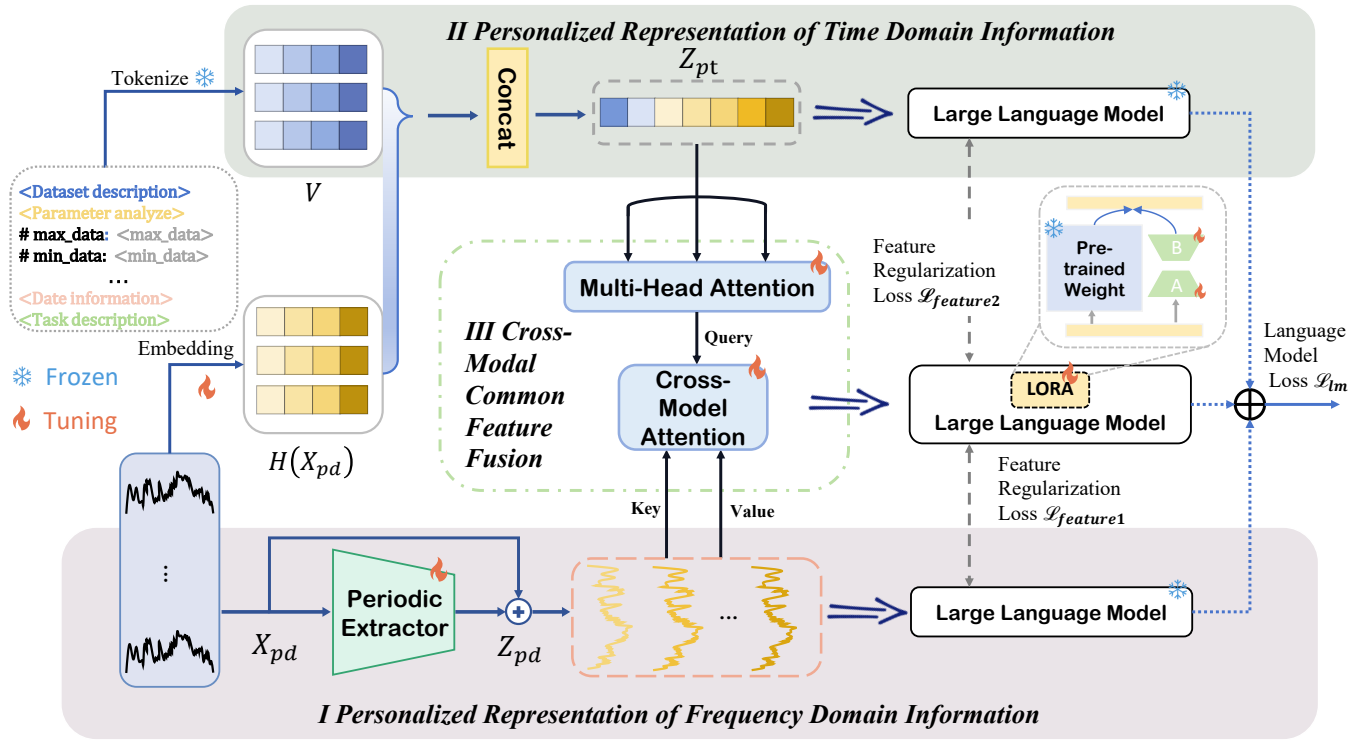 II Personalized Representation of Time Domain Information
Tokenize
V
Concat
Z_pt
Large Language Model
<Dataset description>
<Parameter analyze>
# max_data: <max_data>
# min_data: <min_data>
...
<Date information>
<Task description>
Embedding
Frozen
Tuning
H(X_pd)
Multi-Head Attention
Query
III Cross-
Modal
Common
Feature
Fusion
Cross-
Model
Attention
Key
Value
Feature
Regularization
Loss ℒ_feature2
Pre-
trained
Weight
B
A
LORA
Large Language Model
Language
Model
Loss ℒ_lm
Feature
Regularization
Loss ℒ_feature1
...
X_pd
Periodic
Extractor
Z_pd
...
Large Language Model
I Personalized Representation of Frequency Domain Information